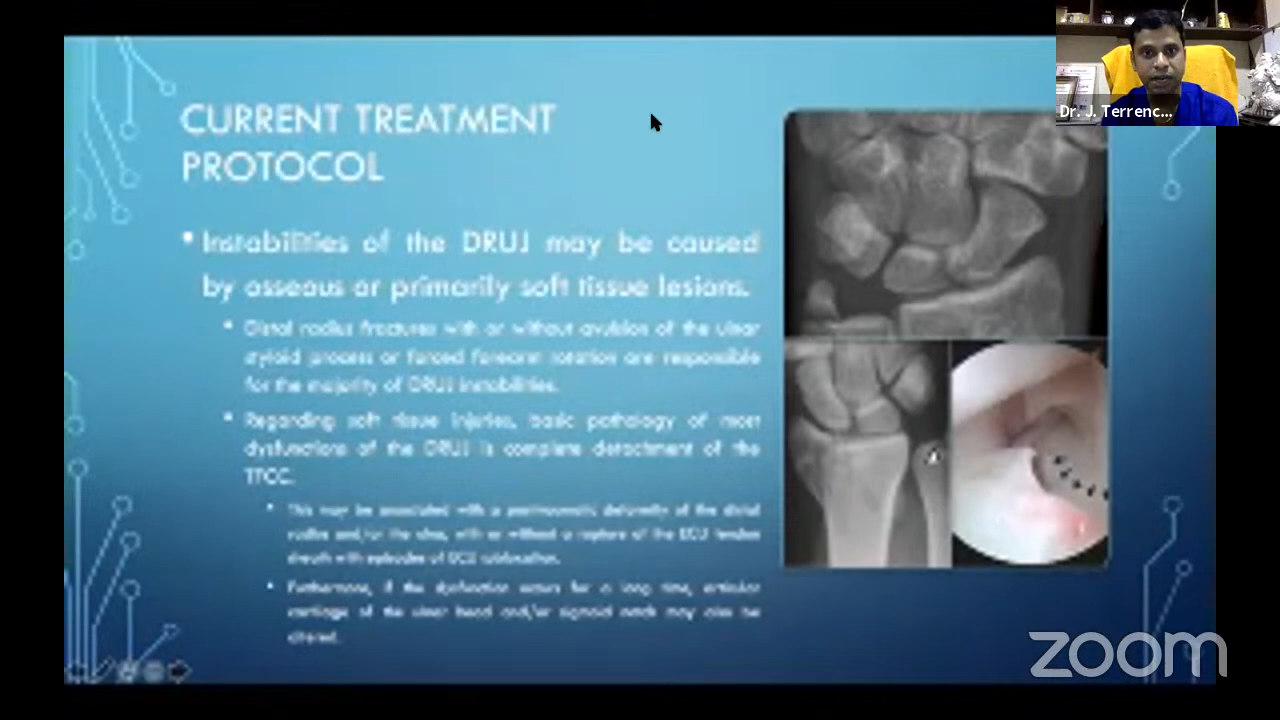 CURRENT TREATMENT
PROTOCOL
Instabilities of the DRUJ may be caused
by osseous or primarily soft tissue lesions.
Distal radius fractures with or without avulsion of the ulnar
styloid process or forced forearm rotation are responsible
for the majority of DRUJ instabilities.
Regarding soft tissue injuries, basic pathology of most
dysfunctions of the DRUJ is complete detachment of the
TFCC.
This may be associated with a posttraumatic deformity of the distal
radius and/or the ulna, with or without a rupture of the ECU tendon
sheath with episodes of ECU subluxation.
Furthermore, if the dysfunction occurs for a long time, articular
cartilage of the ulnar head and/or sigmoid notch may also be
altered.
Dr. J. Terrenc...
zoom